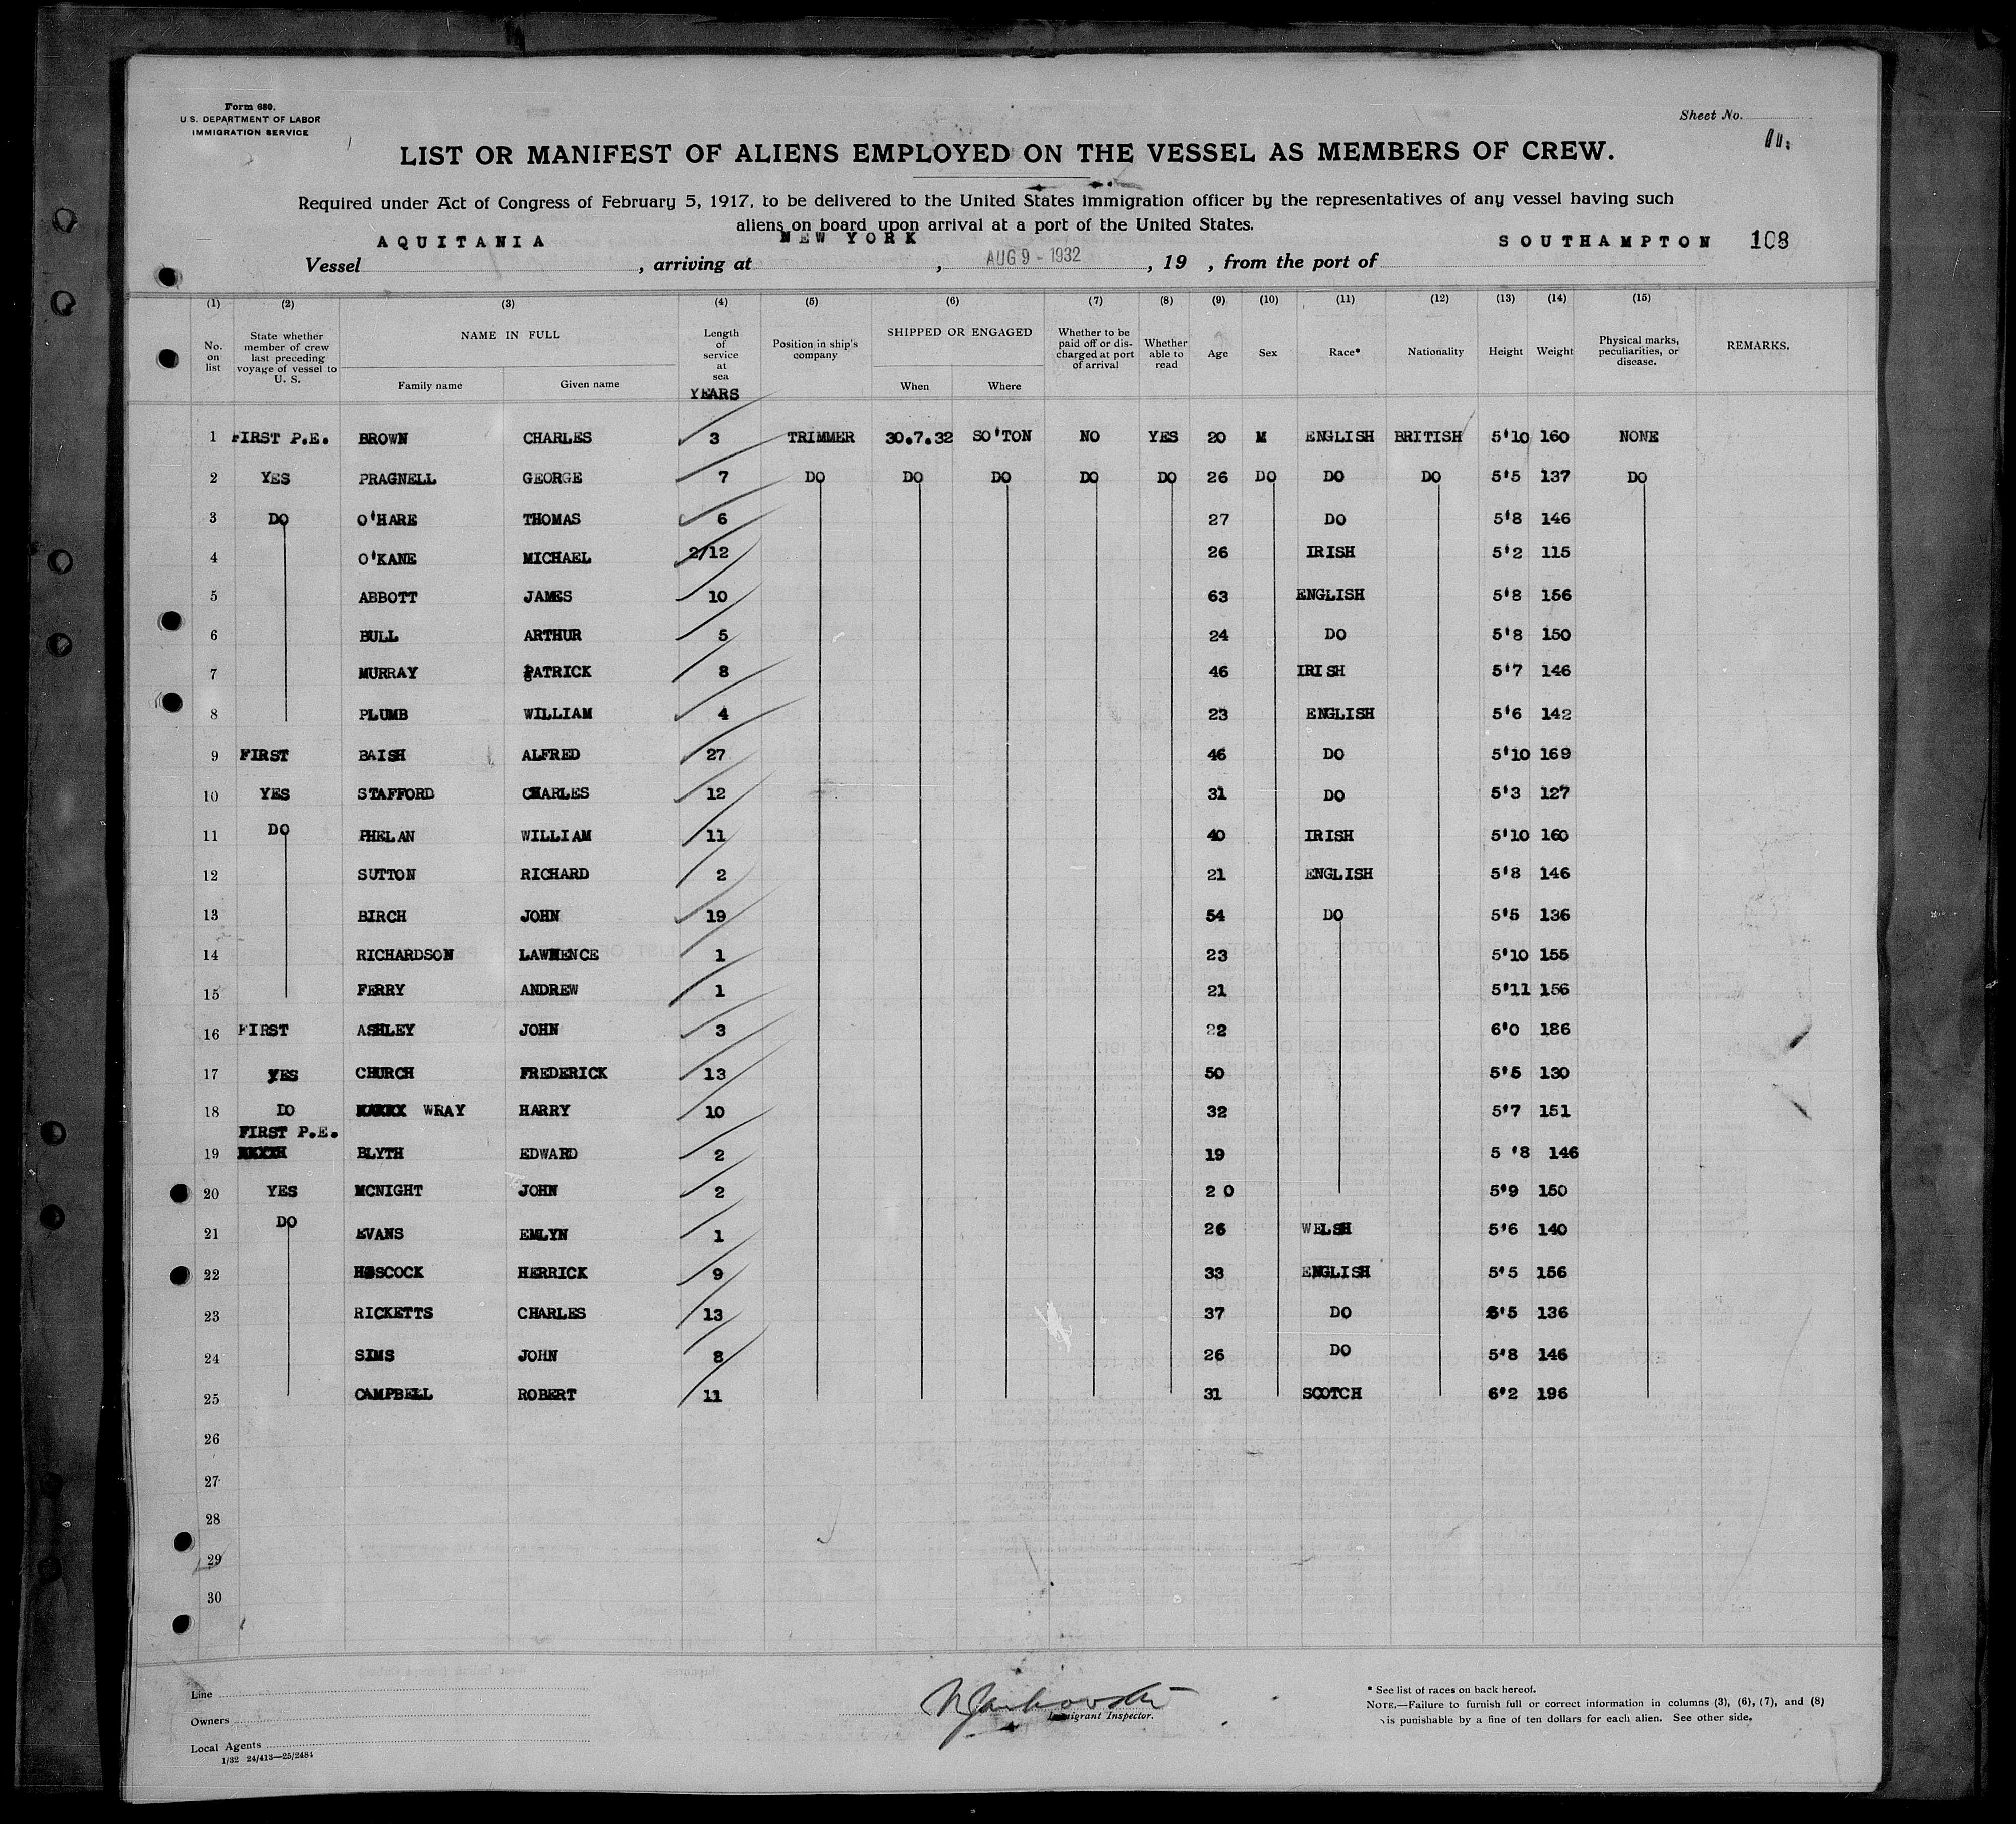 Form 680.
U.S. DEPARTMENT OF LABOR
IMMIGRATION SERVICE
Sheet No.
LIST OR MANIFEST OF ALIENS EMPLOYED ON THE VESSEL AS MEMBERS OF CREW.
Required under Act of Congress of February 5, 1917, to be delivered to the United States immigration officer by the representatives of any vessel having such
aliens on board upon arrival at a port of the United States.
Vessel AQUITANIA, arriving at NEW YORK, AUG 9 - 1932, 19 , from the port of SOUTHAMPTON 108
(1) (2) (3) (4) (5) (6) (7) (8) (9) (10) (11) (12) (13) (14) (15)
No. on list | State whether member of crew last preceding voyage of vessel to U. S. | NAME IN FULL Family name Given name | Length of service at sea YEARS | Position in ship's company | SHIPPED OR ENGAGED When Where | Whether to be paid off or discharged at port of arrival | Whether able to read | Age | Sex | Race* | Nationality | Height | Weight | Physical marks, peculiarities, or disease. | REMARKS.
1 FIRST P.E. BROWN CHARLES 3 TRIMMER 30.7.32 SO'TON NO YES 20 M ENGLISH BRITISH 5'10 160 NONE
2 YES PRAGNELL GEORGE 7 DO DO DO DO DO 26 DO DO DO 5'5 137 DO
3 DO O'HARE THOMAS 6 27 DO 5'8 146
4 O'KANE MICHAEL 2/12 26 IRISH 5'2 115
5 ABBOTT JAMES 10 63 ENGLISH 5'8 156
6 BULL ARTHUR 5 24 DO 5'8 150
7 MURRAY PATRICK 8 46 IRISH 5'7 146
8 PLUMB WILLIAM 4 23 ENGLISH 5'6 142
9 FIRST BAISH ALFRED 27 46 DO 5'10 169
10 YES STAFFORD CHARLES 12 31 DO 5'3 127
11 DO PHELAN WILLIAM 11 40 IRISH 5'10 160
12 SUTTON RICHARD 2 21 ENGLISH 5'8 146
13 BIRCH JOHN 19 54 DO 5'5 136
14 RICHARDSON LAWRENCE 1 23 5'10 155
15 FERRY ANDREW 1 21 5'11 156
16 FIRST ASHLEY JOHN 3 22 6'0 186
17 YES CHURCH FREDERICK 13 50 5'5 130
18 DO WRAY HARRY 10 32 5'7 151
FIRST P.E.
19 BLYTH EDWARD 2 19 5 '8 146
20 YES MCNIGHT JOHN 2 2 0 5'9 150
21 DO EVANS EMLYN 1 26 WELSH 5'6 140
22 HERRICK 9 33 ENGLISH 5'5 156
23 RICKETTS CHARLES 13 37 DO 5'5 136
24 SIMS JOHN 8 26 DO 5'8 146
25 CAMPBELL ROBERT 11 31 SCOTCH 6'2 196
26
27
28
29
30
Line
Owners
Local Agents
1/32 24/413—25/2484
Immigrant Inspector.
* See list of races on back hereof.
NOTE.—Failure to furnish full or correct information in columns (3), (6), (7), and (8)
is punishable by a fine of ten dollars for each alien. See other side.